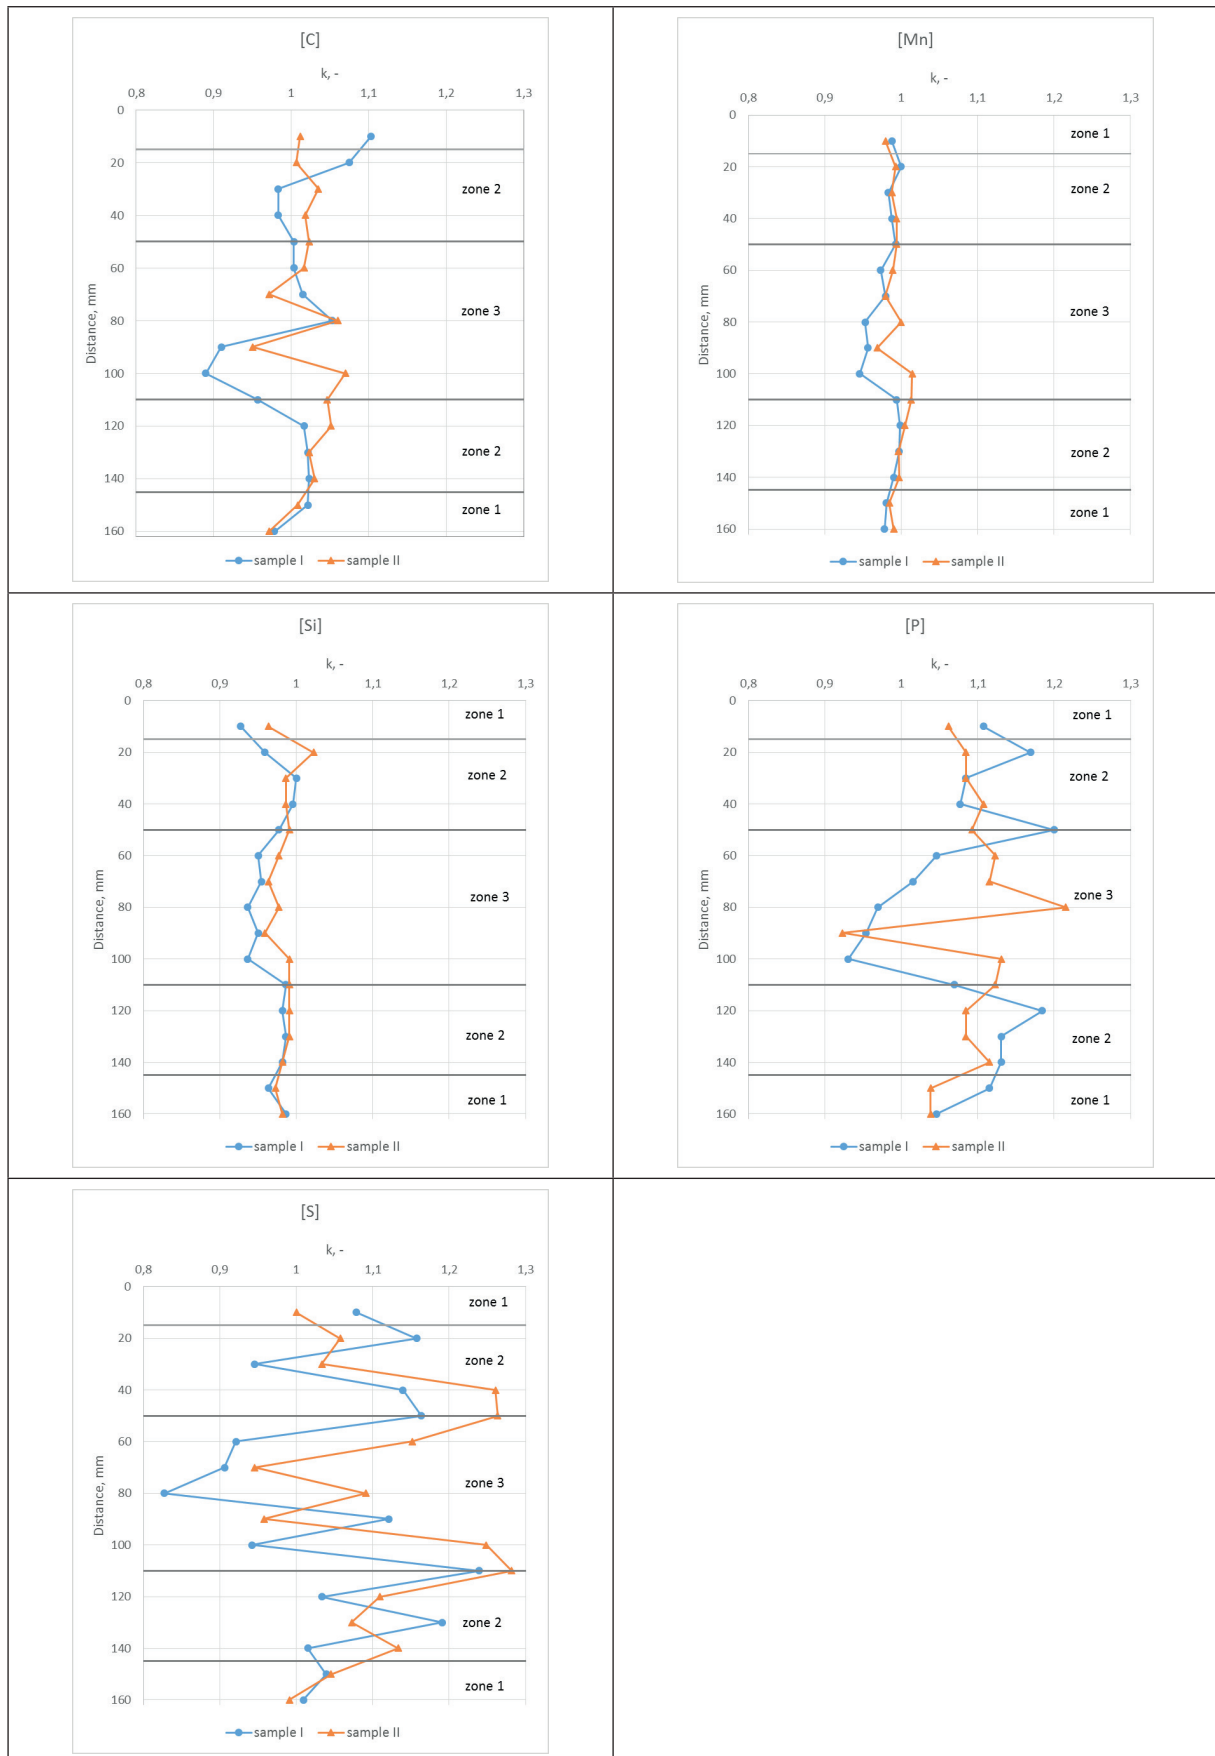 [C]
k, -
0,8 0,9 1 1,1 1,2 1,3
0
20
zone 2
40
60
Distance, mm
zone 3
80
100
120
zone 2
140
zone 1
160
sample I sample II
[Mn]
k, -
0,8 0,9 1 1,1 1,2 1,3
0
zone 1
20
zone 2
40
60
Distance, mm
zone 3
80
100
120
zone 2
140
zone 1
160
sample I sample II
[Si]
k, -
0,8 0,9 1 1,1 1,2 1,3
0
zone 1
20
zone 2
40
60
Distance, mm
zone 3
80
100
120
zone 2
140
zone 1
160
sample I sample II
[P]
k, -
0,8 0,9 1 1,1 1,2 1,3
0
zone 1
20
zone 2
40
60
Distance, mm
zone 3
80
100
120
zone 2
140
zone 1
160
sample I sample II
[S]
k, -
0,8 0,9 1 1,1 1,2 1,3
0
zone 1
20
zone 2
40
60
Distance, mm
zone 3
80
100
120
zone 2
140
zone 1
160
sample I sample II